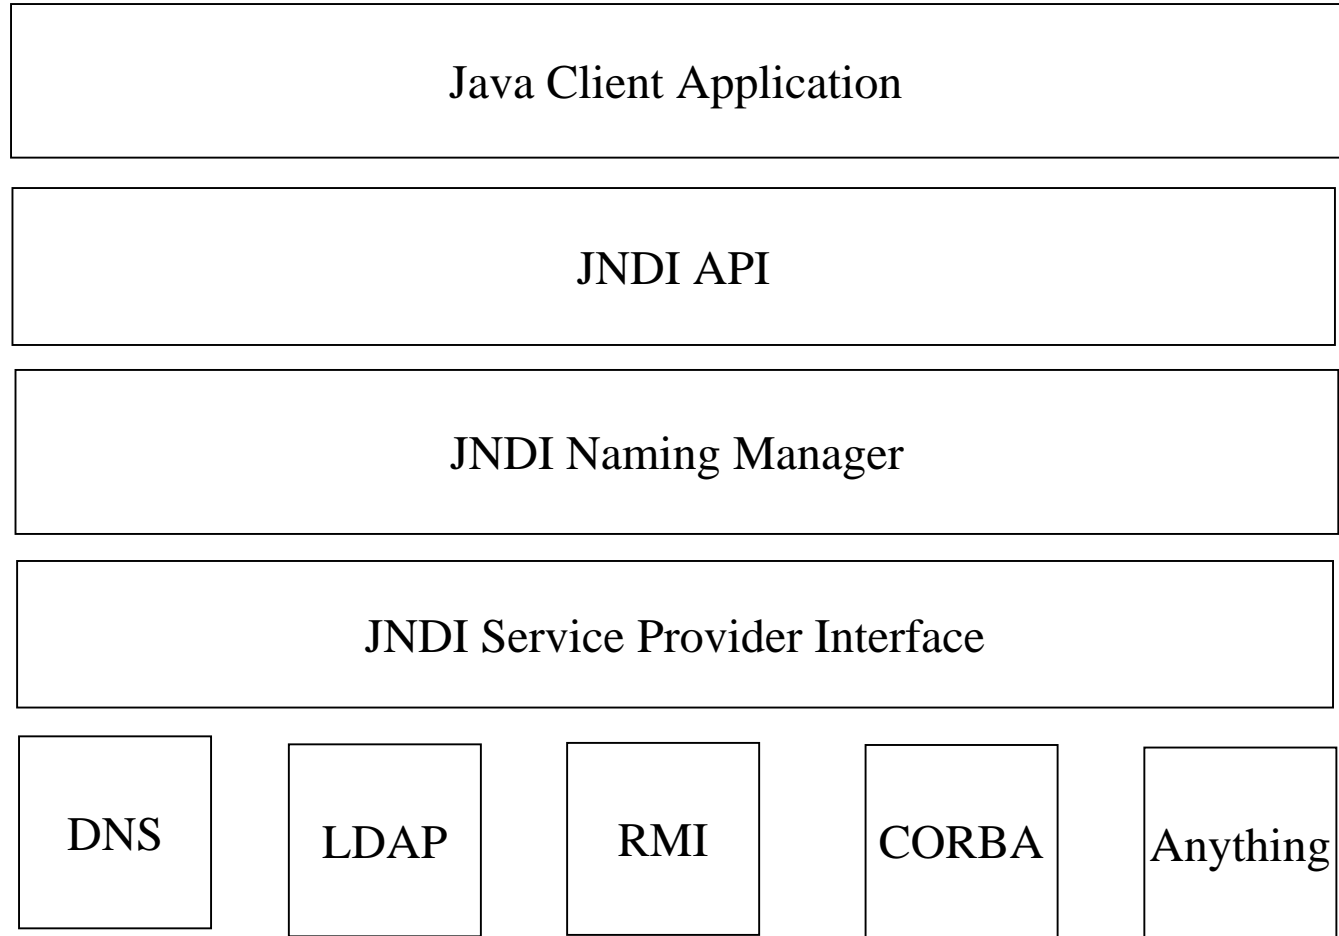 Java Client Application
JNDI API
JNDI Naming Manager
JNDI Service Provider Interface
DNS
LDAP
RMI
CORBA
Anything